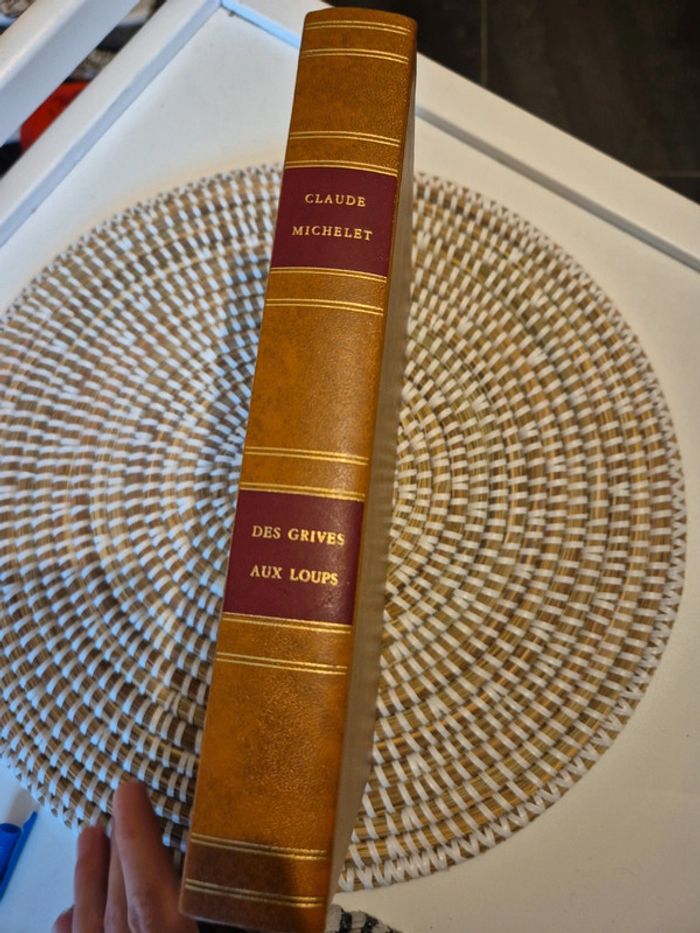 CLAUDE
MICHELET
DES GRIVES
AUX LOUPS